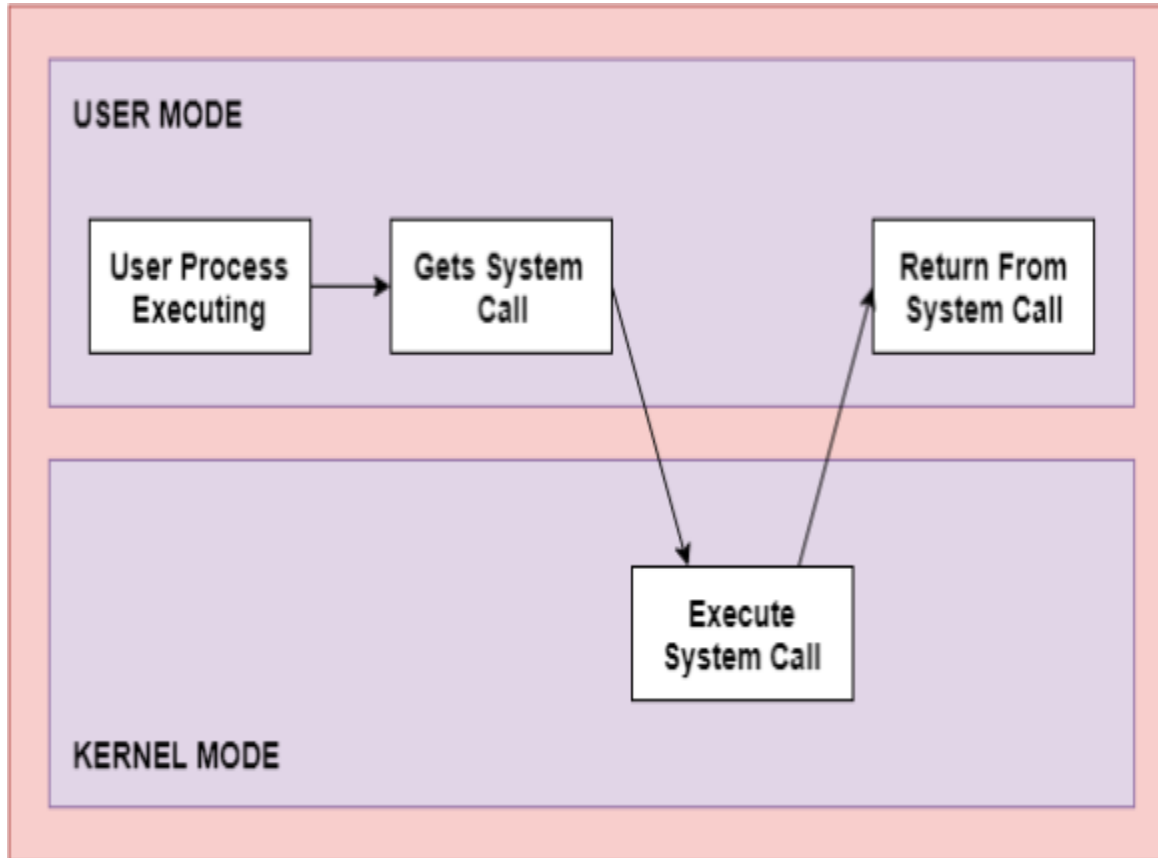 USER MODE
User Process
Executing
Gets System
Call
Return From
System Call
Execute
System Call
KERNEL MODE